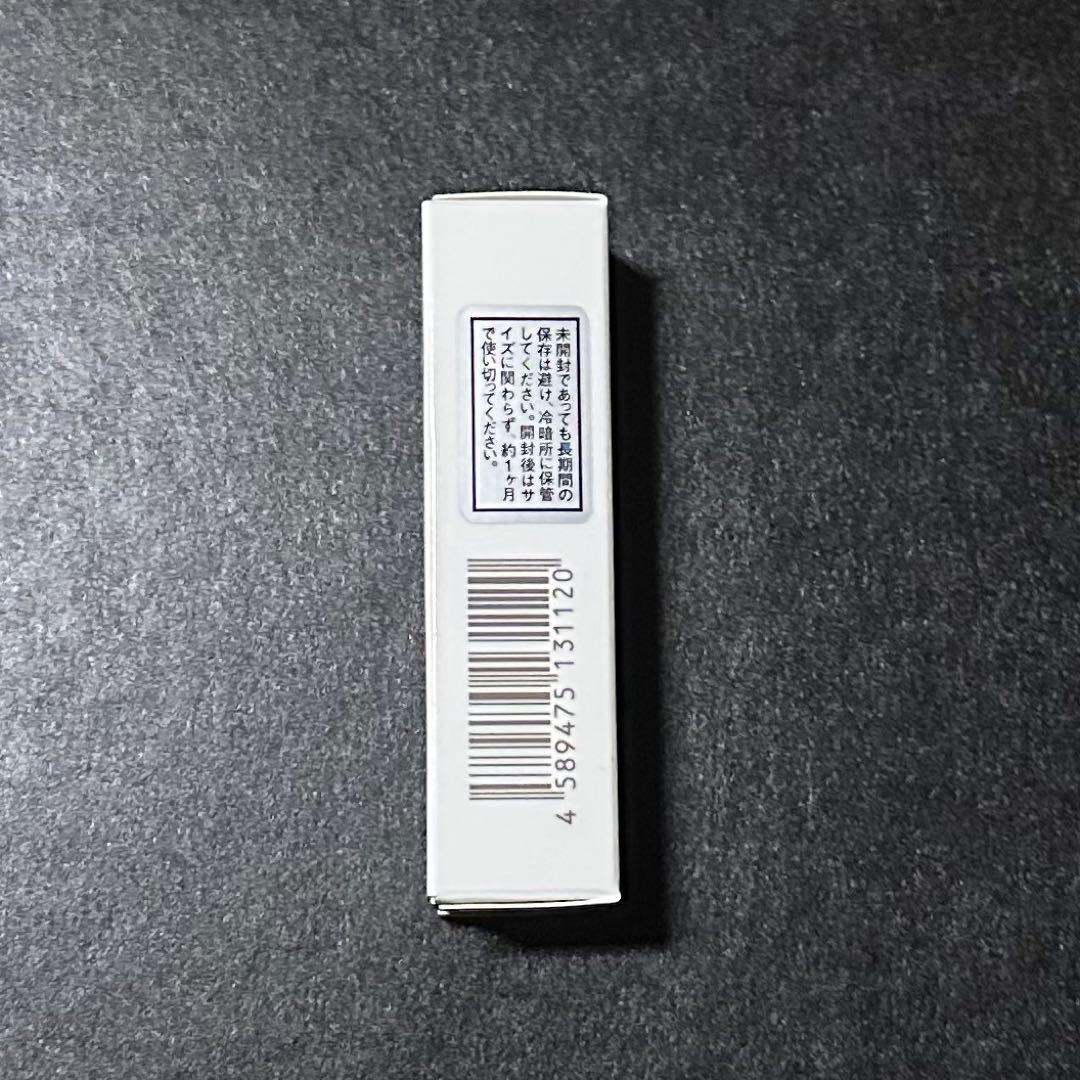 未開封であっても長期間の
保存は避け、冷暗所に保管
してください。開封後はサ
イズに関わらず、約1ヶ月
で使い切ってください。
4 589475 131120